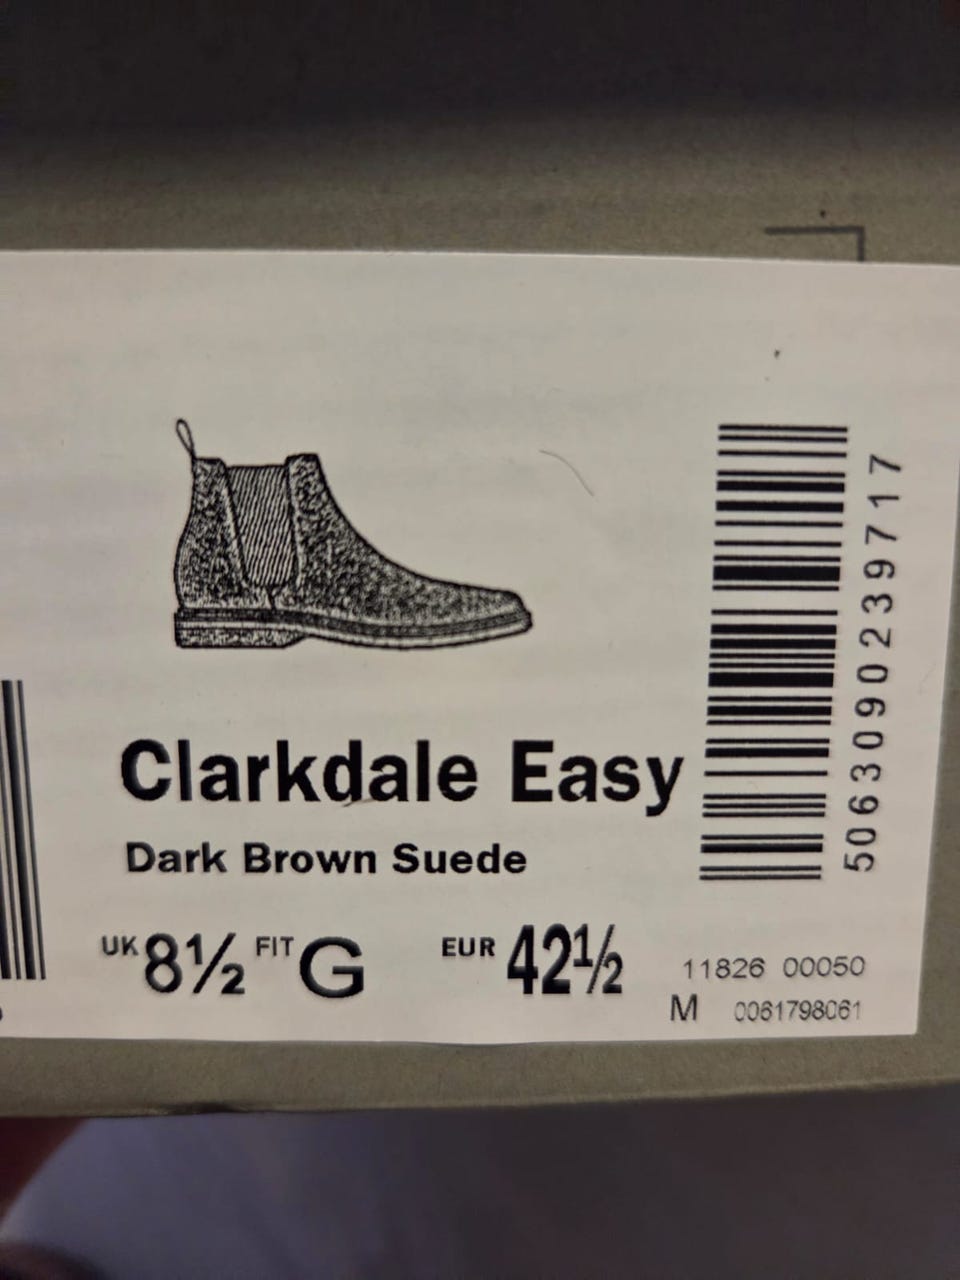 Clarkdale Easy
Dark Brown Suede
UK 8½ FIT G EUR 42½
11826 00050
M 0061798061
5063090239717